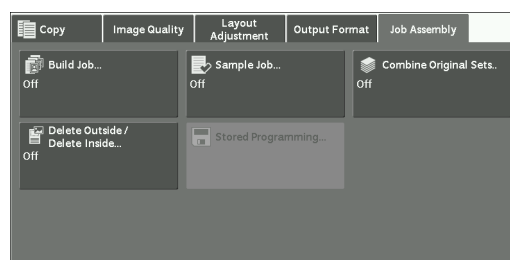 Copy
Image Quality
Layout
Adjustment
Output Format
Job Assembly
Build Job...
Off
Sample Job...
Off
Combine Original Sets..
Off
Delete Outside /
Delete Inside...
Off
Stored Programming...